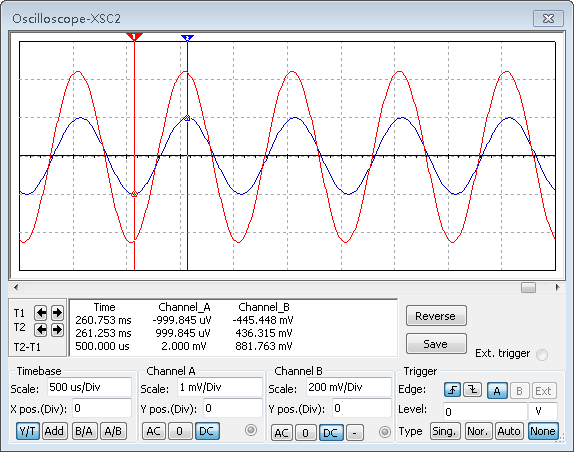 Oscilloscope-XSC2
1 2
Time Channel_A Channel_B
T1 260.753 ms -999.845 uV -445.448 mV
T2 261.253 ms 999.845 uV 436.315 mV
T2-T1 500.000 us 2.000 mV 881.763 mV
Reverse
Save
Ext. trigger
Timebase Channel A Channel B Trigger
Scale: 500 us/Div Scale: 1 mV/Div Scale: 200 mV/Div Edge: A B Ext
X pos.(Div): 0 Y pos.(Div): 0 Y pos.(Div): 0 Level: 0 V
Y/T Add B/A A/B AC 0 DC AC 0 DC - Type Sing. Nor. Auto None